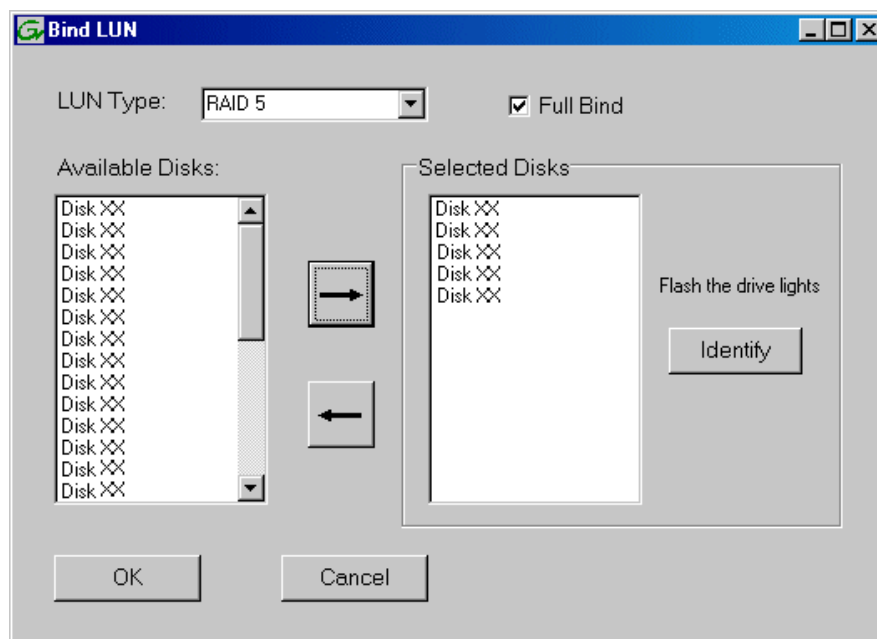 Bind LUN
LUN Type:
RAID 5
Full Bind
Available Disks:
Disk XX
Disk XX
Disk XX
Disk XX
Disk XX
Disk XX
Disk XX
Disk XX
Disk XX
Disk XX
Disk XX
Disk XX
Disk XX
Disk XX
Selected Disks
Disk XX
Disk XX
Disk XX
Disk XX
Disk XX
Flash the drive lights
Identify
OK
Cancel